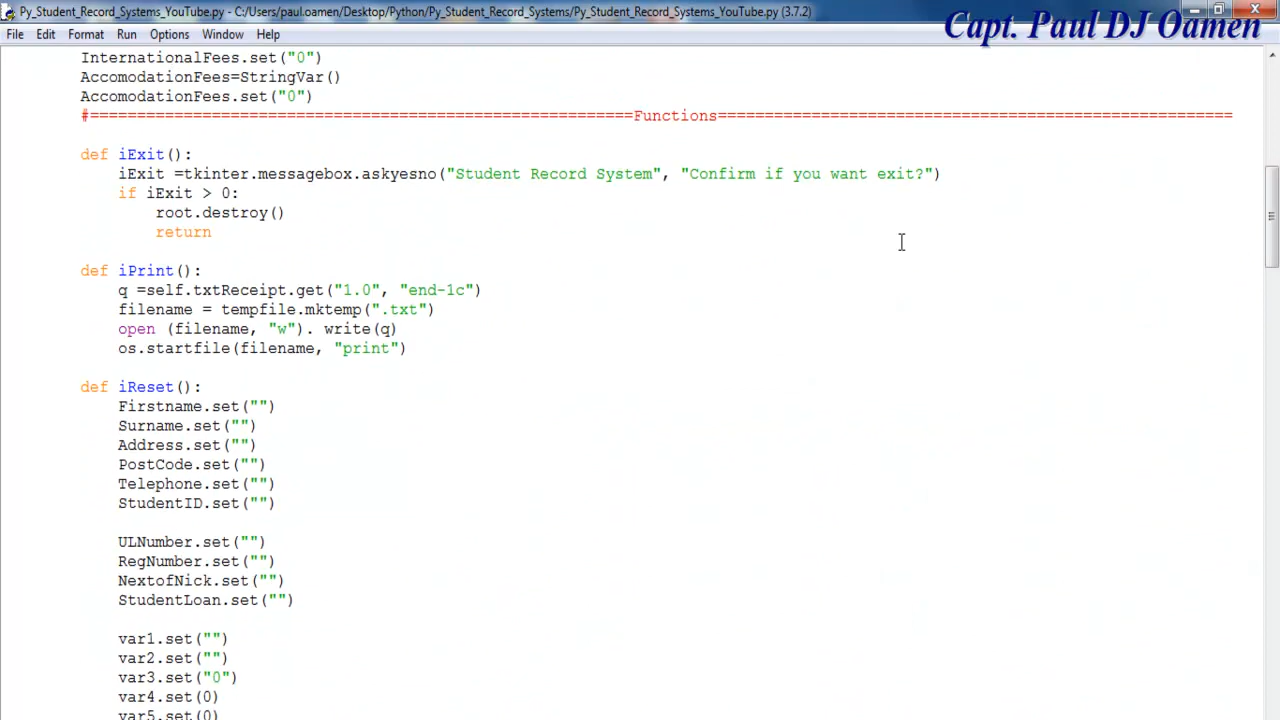 Py_Student_Record_Systems_YouTube.py - C:/Users/paul.oamen/Desktop/Python/Py_Student_Record_Systems/Py_Student_Record_Systems_YouTube.py (3.7.2)
Capt. Paul DJ Oamen
File Edit Format Run Options Window Help
InternationalFees.set("0")
AccomodationFees=StringVar()
AccomodationFees.set("0")
#==========================================================Functions=======================================================
def iExit():
iExit =tkinter.messagebox.askyesno("Student Record System", "Confirm if you want exit?")
if iExit > 0:
root.destroy()
return
def iPrint():
q =self.txtReceipt.get("1.0", "end-1c")
filename = tempfile.mktemp(".txt")
open (filename, "w"). write(q)
os.startfile(filename, "print")
def iReset():
Firstname.set("")
Surname.set("")
Address.set("")
PostCode.set("")
Telephone.set("")
StudentID.set("")
ULNumber.set("")
RegNumber.set("")
NextofNick.set("")
StudentLoan.set("")
var1.set("")
var2.set("")
var3.set("0")
var4.set(0)
var5.set(0)